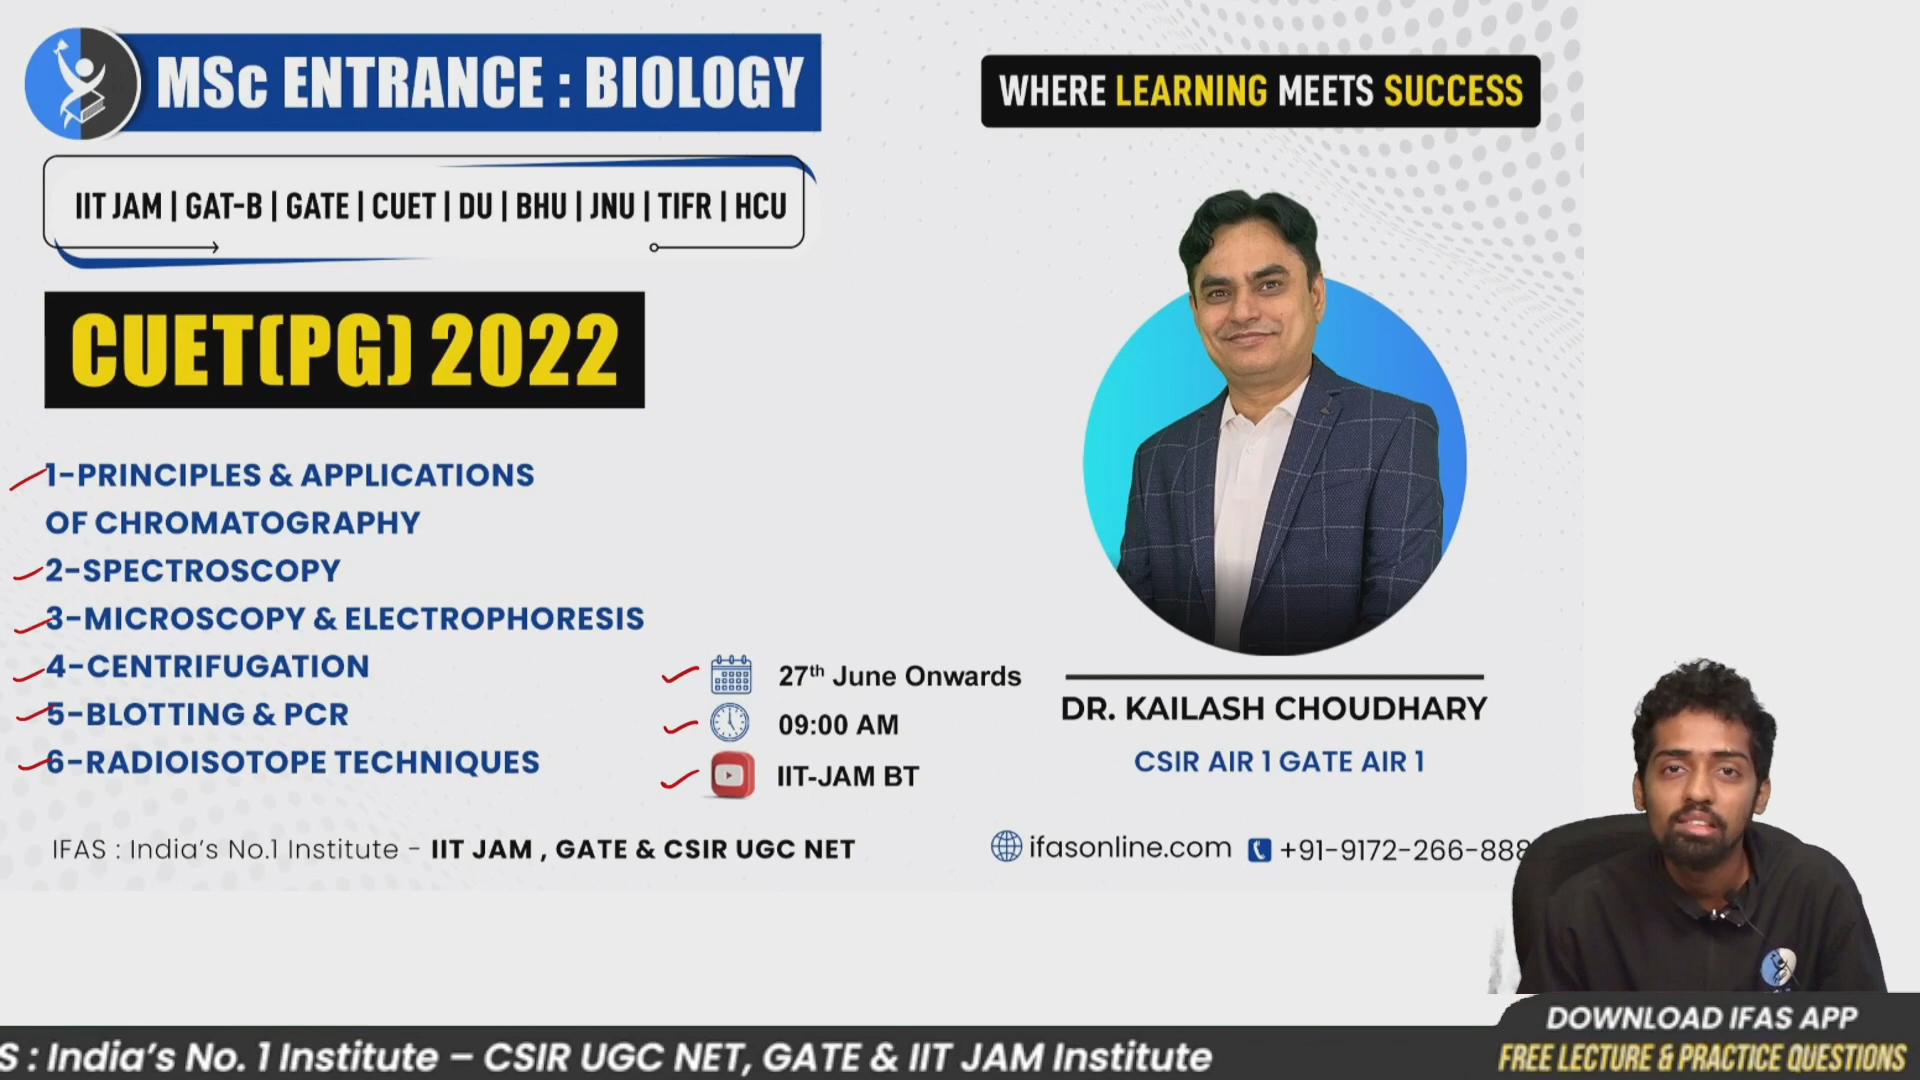 MSc ENTRANCE : BIOLOGY
WHERE LEARNING MEETS SUCCESS
IIT JAM | GAT-B | GATE | CUET | DU | BHU | JNU | TIFR | HCU
CUET(PG) 2022
1-PRINCIPLES & APPLICATIONS
OF CHROMATOGRAPHY
2-SPECTROSCOPY
3-MICROSCOPY & ELECTROPHORESIS
4-CENTRIFUGATION
5-BLOTTING & PCR
6-RADIOISOTOPE TECHNIQUES
27th June Onwards
09:00 AM
IIT-JAM BT
DR. KAILASH CHOUDHARY
CSIR AIR 1 GATE AIR 1
IFAS : India's No.1 Institute - IIT JAM , GATE & CSIR UGC NET
ifasonline.com +91-9172-266-888
DOWNLOAD IFAS APP
FREE LECTURE & PRACTICE QUESTIONS
S : India's No. 1 Institute – CSIR UGC NET, GATE & IIT JAM Institute